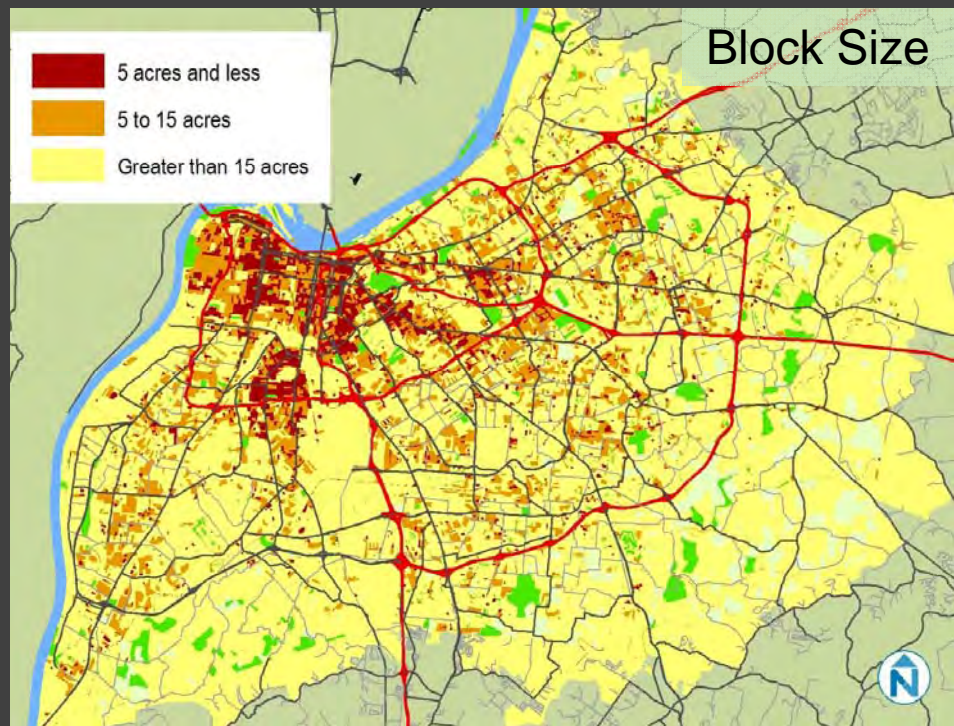 Block Size
5 acres and less
5 to 15 acres
Greater than 15 acres
N